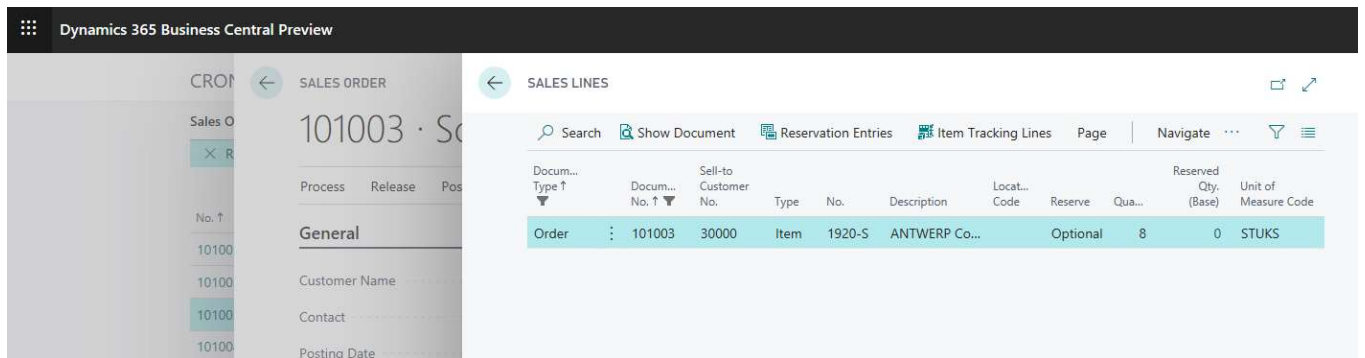 Dynamics 365 Business Central Preview
CRON
Sales O
R
No. ↑
10100
10100
10100
10100
SALES ORDER
101003 · Sc
Process Release Pos
General
Customer Name
Contact
Posting Date
SALES LINES
Search Show Document Reservation Entries Item Tracking Lines Page Navigate ...
Docum... Type ↑ Docum... No. ↑ Sell-to Customer No. Type No. Description Locat... Code Reserve Qua... Reserved Qty. (Base) Unit of Measure Code
Order 101003 30000 Item 1920-S ANTWERP Co... Optional 8 0 STUKS